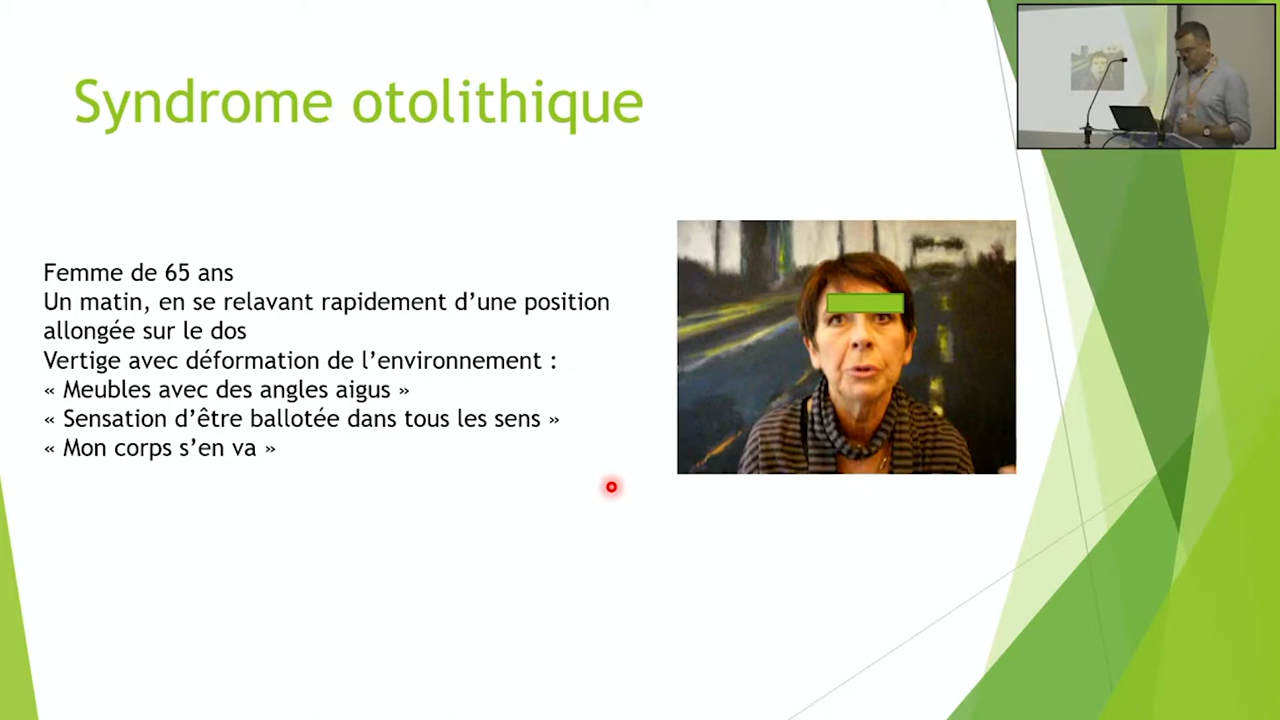 Syndrome otolithique
Femme de 65 ans
Un matin, en se relavant rapidement d’une position
allongée sur le dos
Vertige avec déformation de l’environnement :
« Meubles avec des angles aigus »
« Sensation d’être ballotée dans tous les sens »
« Mon corps s’en va »